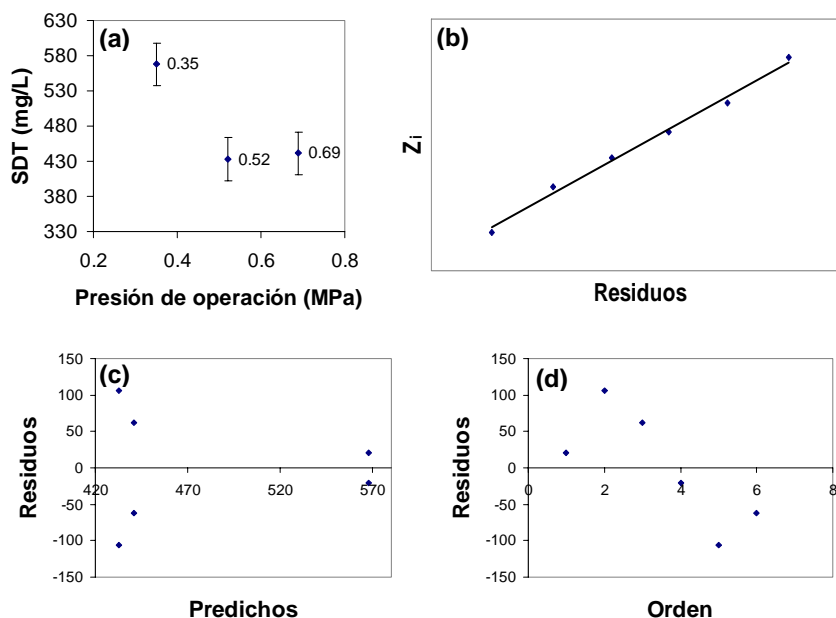 (a)
SDT (mg/L)
630
580
530
480
430
380
330
0.35
0.52
0.69
0.2 0.4 0.6 0.8
Presión de operación (MPa)
(b)
Zi
Residuos
(c)
Residuos
150
100
50
0
-50
-100
-150
420 470 520 570
Predichos
(d)
Residuos
150
100
50
0
-50
-100
-150
0 2 4 6 8
Orden